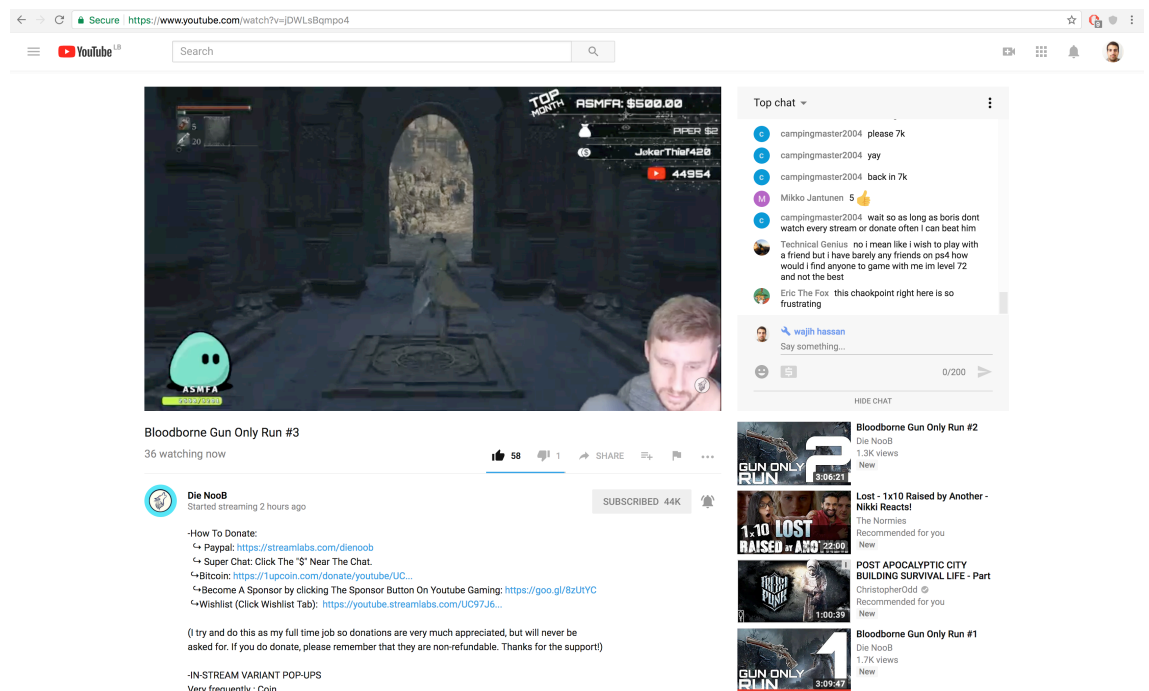 Secure https://www.youtube.com/watch?v=jDWLsBqmpo4
YouTube LB
Search
5
20
TOP MONTH
ASMFA: $500.00
2251
PIPER $2
JokerThief420
44954
ASMFA
Top chat
campingmaster2004 please 7k
campingmaster2004 yay
campingmaster2004 back in 7k
Mikko Jantunen 5 👍
campingmaster2004 wait so as long as boris dont
watch every stream or donate often I can beat him
Technical Genius no i mean like i wish to play with
a friend but i have barely any friends on ps4 how
would i find anyone to game with me im level 72
and not the best
Eric The Fox this chaokpoint right here is so
frustrating
wajih hassan
Say something...
0/200
HIDE CHAT
Bloodborne Gun Only Run #3
36 watching now
58
1
SHARE
Die NooB
Started streaming 2 hours ago
SUBSCRIBED 44K
-How To Donate:
↪ Paypal: https://streamlabs.com/dienoob
↪ Super Chat: Click The "$" Near The Chat.
↪Bitcoin: https://1upcoin.com/donate/youtube/UC...
↪Become A Sponsor by clicking The Sponsor Button On Youtube Gaming: https://goo.gl/8zUtYC
↪Wishlist (Click Wishlist Tab): https://youtube.streamlabs.com/UC97J6...
(I try and do this as my full time job so donations are very much appreciated, but will never be
asked for. If you do donate, please remember that they are non-refundable. Thanks for the support!)
-IN-STREAM VARIANT POP-UPS
Very frequently : Coin
GUN ONLY
RUN
2
3:06:21
Bloodborne Gun Only Run #2
Die NooB
1.3K views
New
1x10 LOST
RAISED BY ANO
22:00
Lost - 1x10 Raised by Another -
Nikki Reacts!
The Normies
Recommended for you
New
FROST
PUNK
1:00:39
POST APOCALYPTIC CITY
BUILDING SURVIVAL LIFE - Part
ChristopherOdd
Recommended for you
New
GUN ONLY
RUN
1
3:09:47
Bloodborne Gun Only Run #1
Die NooB
1.7K views
New